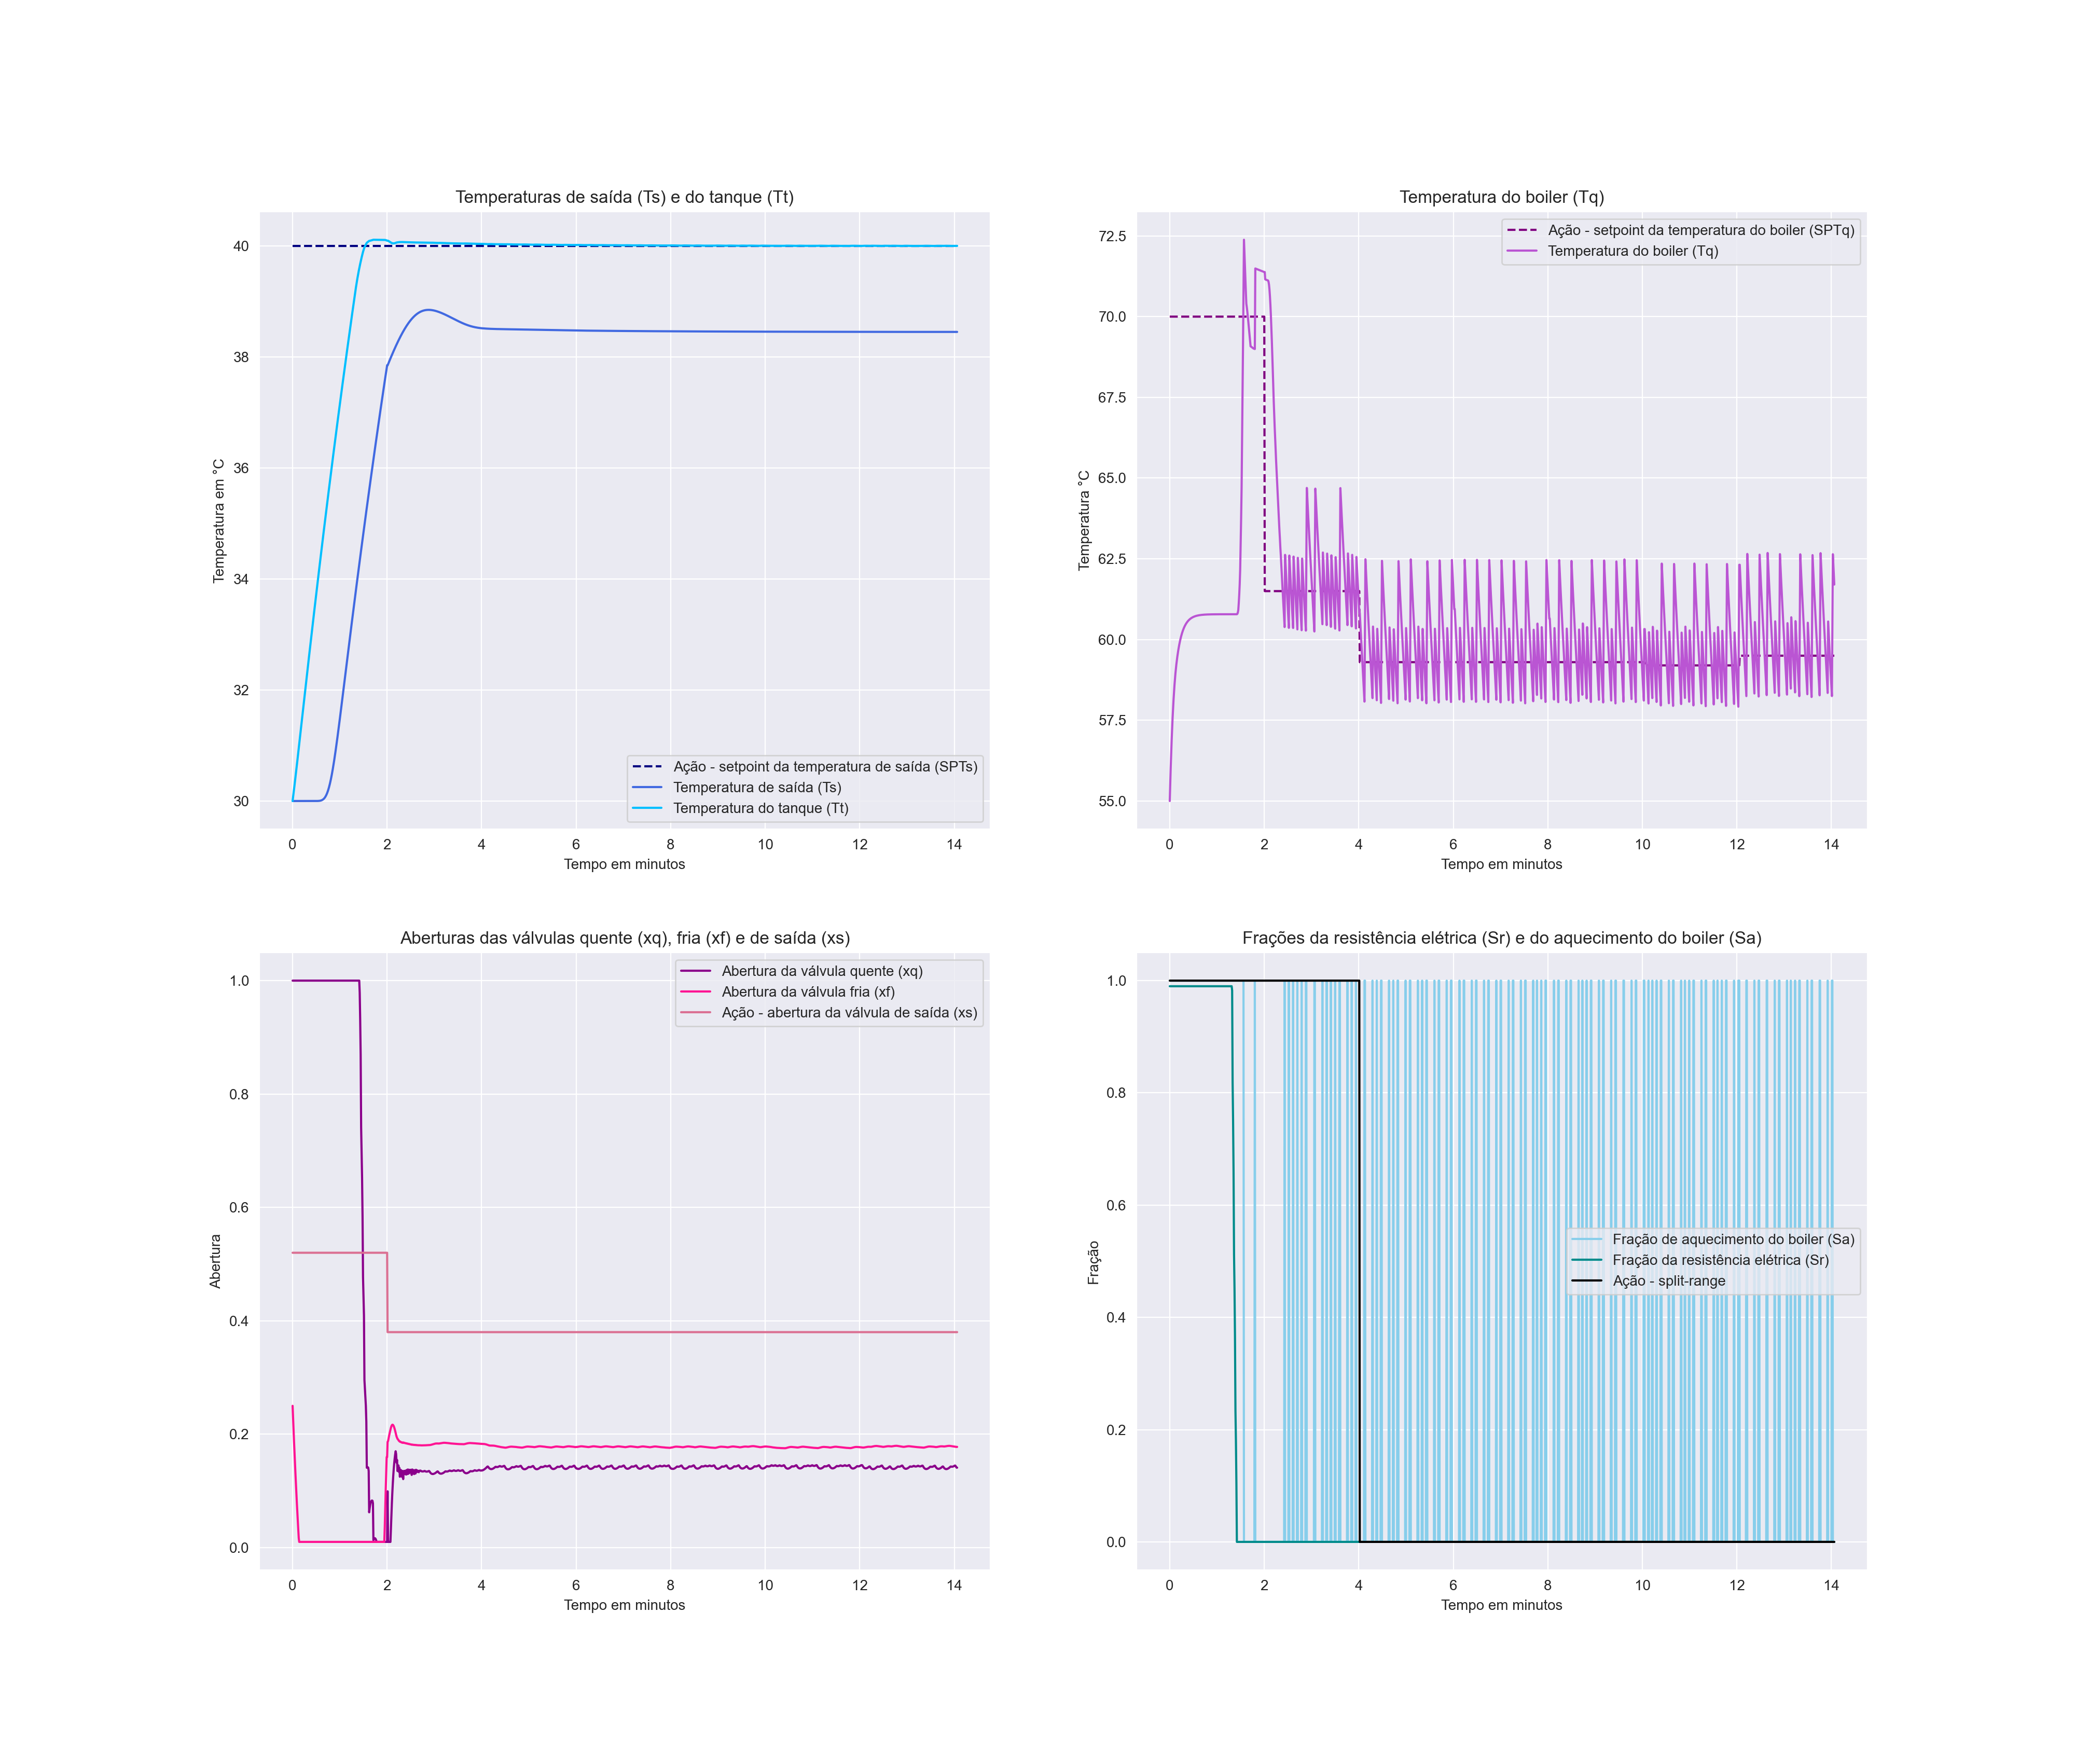 Temperaturas de saída (Ts) e do tanque (Tt)
Temperatura em °C
40
38
36
34
32
30
Ação - setpoint da temperatura de saída (SPTs)
Temperatura de saída (Ts)
Temperatura do tanque (Tt)
0 2 4 6 8 10 12 14
Tempo em minutos
Temperatura do boiler (Tq)
Temperatura °C
72.5
70.0
67.5
65.0
62.5
60.0
57.5
55.0
Ação - setpoint da temperatura do boiler (SPTq)
Temperatura do boiler (Tq)
0 2 4 6 8 10 12 14
Tempo em minutos
Aberturas das válvulas quente (xq), fria (xf) e de saída (xs)
Abertura
1.0
0.8
0.6
0.4
0.2
0.0
Abertura da válvula quente (xq)
Abertura da válvula fria (xf)
Ação - abertura da válvula de saída (xs)
0 2 4 6 8 10 12 14
Tempo em minutos
Frações da resistência elétrica (Sr) e do aquecimento do boiler (Sa)
Fração
1.0
0.8
0.6
0.4
0.2
0.0
Fração de aquecimento do boiler (Sa)
Fração da resistência elétrica (Sr)
Ação - split-range
0 2 4 6 8 10 12 14
Tempo em minutos